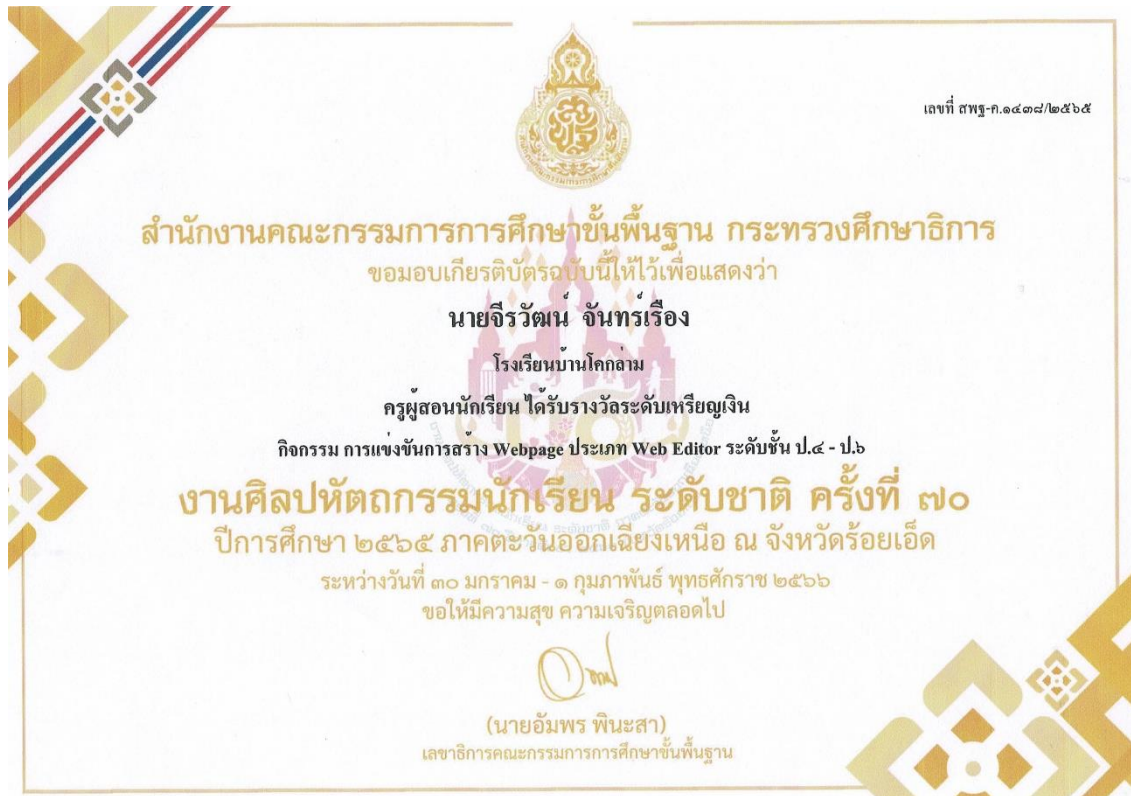 เลขที่ สพฐ-ค.๑๔๓๘/๒๕๖๕
สำนักงานคณะกรรมการการศึกษาขั้นพื้นฐาน กระทรวงศึกษาธิการ
ขอมอบเกียรติบัตรฉบับนี้ให้ไว้เพื่อแสดงว่า
นายจีรวัฒน์ จันทร์เรือง
โรงเรียนบ้านโคกล่าม
ครูผู้สอนนักเรียน ได้รับรางวัลระดับเหรียญเงิน
กิจกรรม การแข่งขันการสร้าง Webpage ประเภท Web Editor ระดับชั้น ป.๔ - ป.๖
งานศิลปหัตถกรรมนักเรียน ระดับชาติ ครั้งที่ ๗๐
ปีการศึกษา ๒๕๖๕ ภาคตะวันออกเฉียงเหนือ ณ จังหวัดร้อยเอ็ด
ระหว่างวันที่ ๓๐ มกราคม - ๑ กุมภาพันธ์ พุทธศักราช ๒๕๖๖
ขอให้มีความสุข ความเจริญตลอดไป
(นายอัมพร พินะสา)
เลขาธิการคณะกรรมการการศึกษาขั้นพื้นฐาน